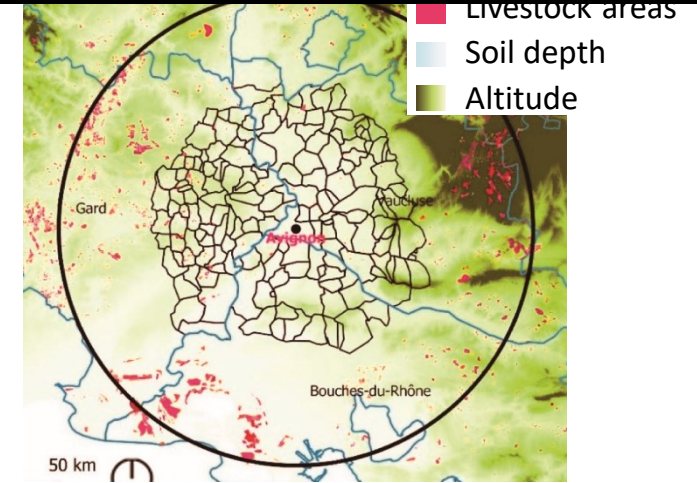 Livestock areas
Soil depth
Altitude
Gard
Vaucluse
Avignon
Bouches-du-Rhône
50 km